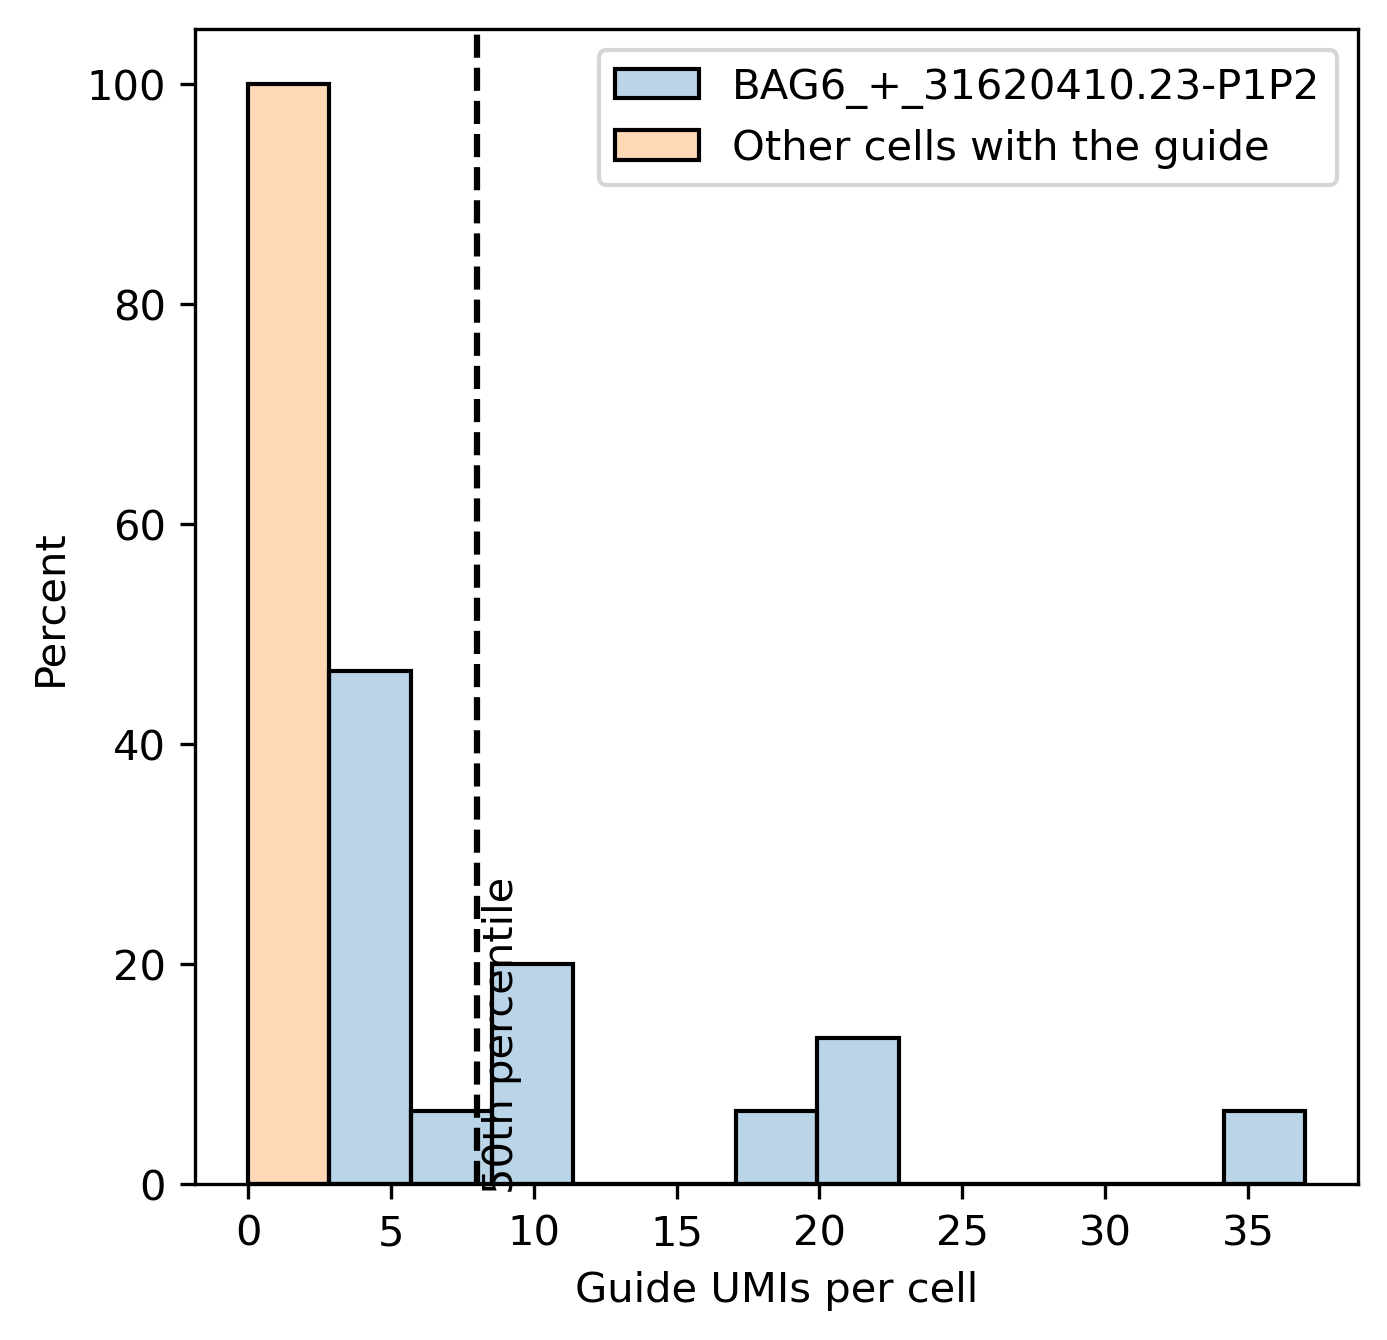 BAG6_+_31620410.23-P1P2
Other cells with the guide
100
80
60
40
20
0
Percent
50th percentile
0 5 10 15 20 25 30 35
Guide UMIs per cell